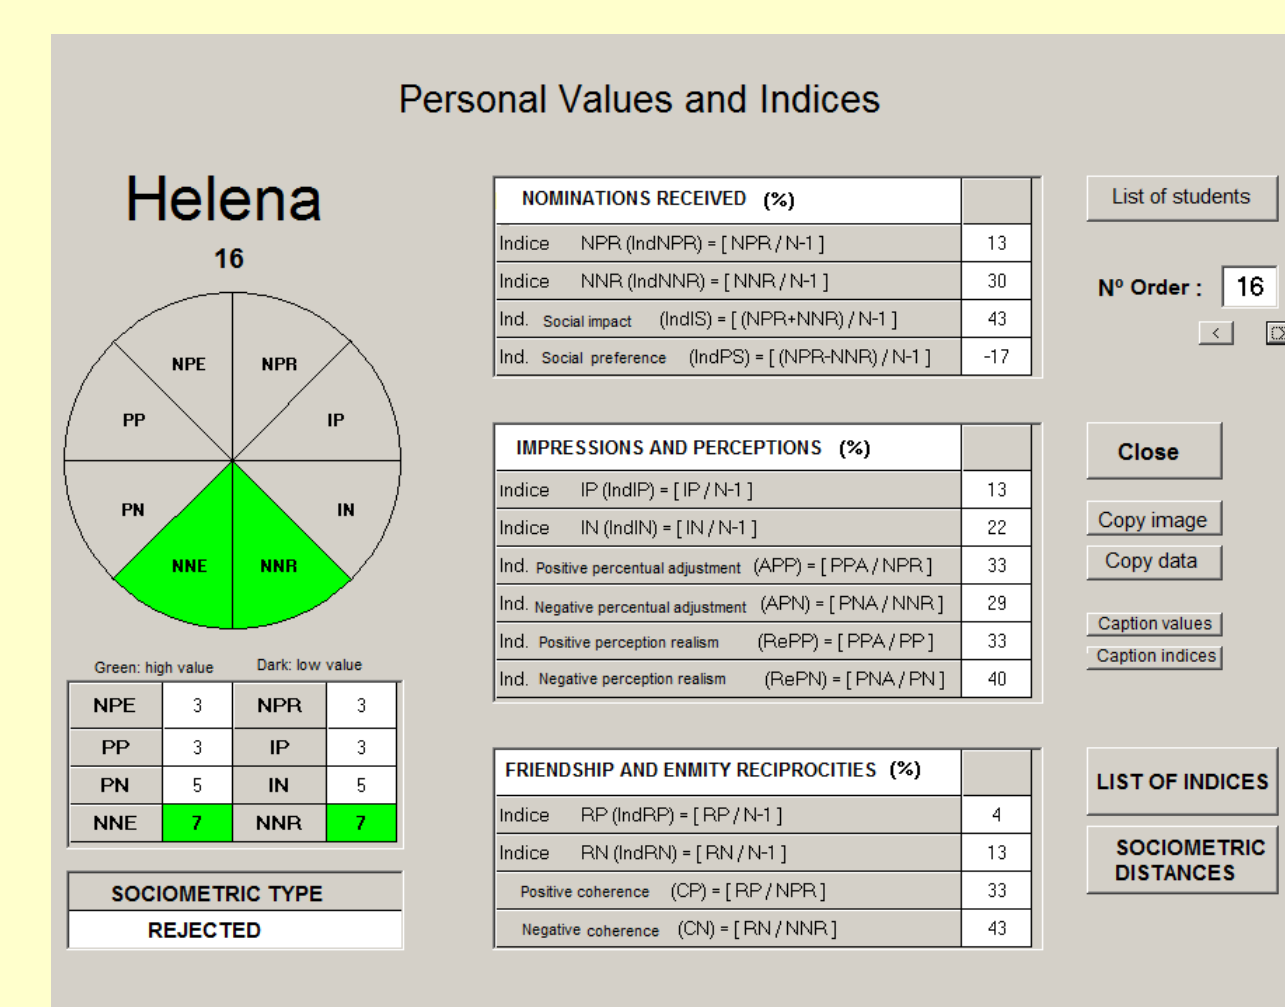 Personal Values and Indices
Helena
16
NPE NPR
PP IP
PN IN
NNE NNR
Green: high value Dark: low value
NPE 3 NPR 3
PP 3 IP 3
PN 5 IN 5
NNE 7 NNR 7
SOCIOMETRIC TYPE
REJECTED
NOMINATIONS RECEIVED (%)
Indice NPR (IndNPR) = [ NPR / N-1 ] 13
Indice NNR (IndNNR) = [ NNR / N-1 ] 30
Ind. Social impact (IndIS) = [ (NPR+NNR) / N-1 ] 43
Ind. Social preference (IndPS) = [ (NPR-NNR) / N-1 ] -17
IMPRESSIONS AND PERCEPTIONS (%)
Indice IP (IndIP) = [ IP / N-1 ] 13
Indice IN (IndIN) = [ IN / N-1 ] 22
Ind. Positive percentual adjustment (APP) = [ PPA / NPR ] 33
Ind. Negative percentual adjustment (APN) = [ PNA / NNR ] 29
Ind. Positive perception realism (RePP) = [ PPA / PP ] 33
Ind. Negative perception realism (RePN) = [ PNA / PN ] 40
FRIENDSHIP AND ENMITY RECIPROCITIES (%)
Indice RP (IndRP) = [ RP / N-1 ] 4
Indice RN (IndRN) = [ RN / N-1 ] 13
Positive coherence (CP) = [ RP / NPR ] 33
Negative coherence (CN) = [ RN / NNR ] 43
List of students
Nº Order : 16
<
Close
Copy image
Copy data
Caption values
Caption indices
LIST OF INDICES
SOCIOMETRIC
DISTANCES